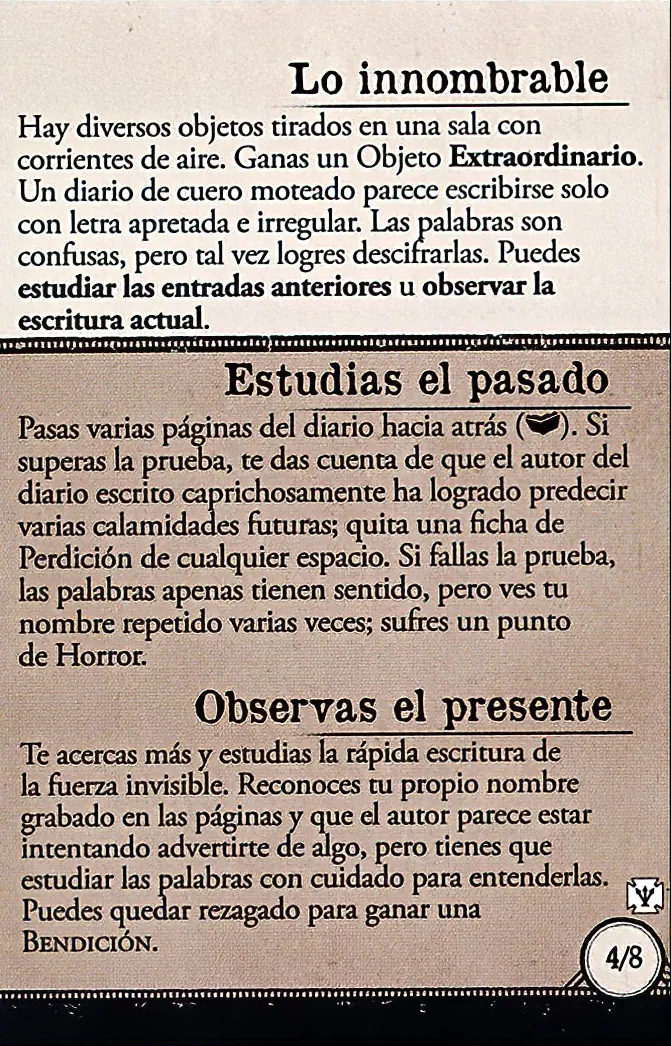 Lo innombrable
Hay diversos objetos tirados en una sala con
corrientes de aire. Ganas un Objeto Extraordinario.
Un diario de cuero moteado parece escribirse solo
con letra apretada e irregular. Las palabras son
confusas, pero tal vez logres descifrarlas. Puedes
estudiar las entradas anteriores u observar la
escritura actual.
Estudias el pasado
Pasas varias páginas del diario hacia atrás (). Si
superas la prueba, te das cuenta de que el autor del
diario escrito caprichosamente ha logrado predecir
varias calamidades futuras; quita una ficha de
Perdición de cualquier espacio. Si fallas la prueba,
las palabras apenas tienen sentido, pero ves tu
nombre repetido varias veces; sufres un punto
de Horror.
Observas el presente
Te acercas más y estudias la rápida escritura de
la fuerza invisible. Reconoces tu propio nombre
grabado en las páginas y que el autor parece estar
intentando advertirte de algo, pero tienes que
estudiar las palabras con cuidado para entenderlas.
Puedes quedar rezagado para ganar una
BENDICIÓN.
4/8